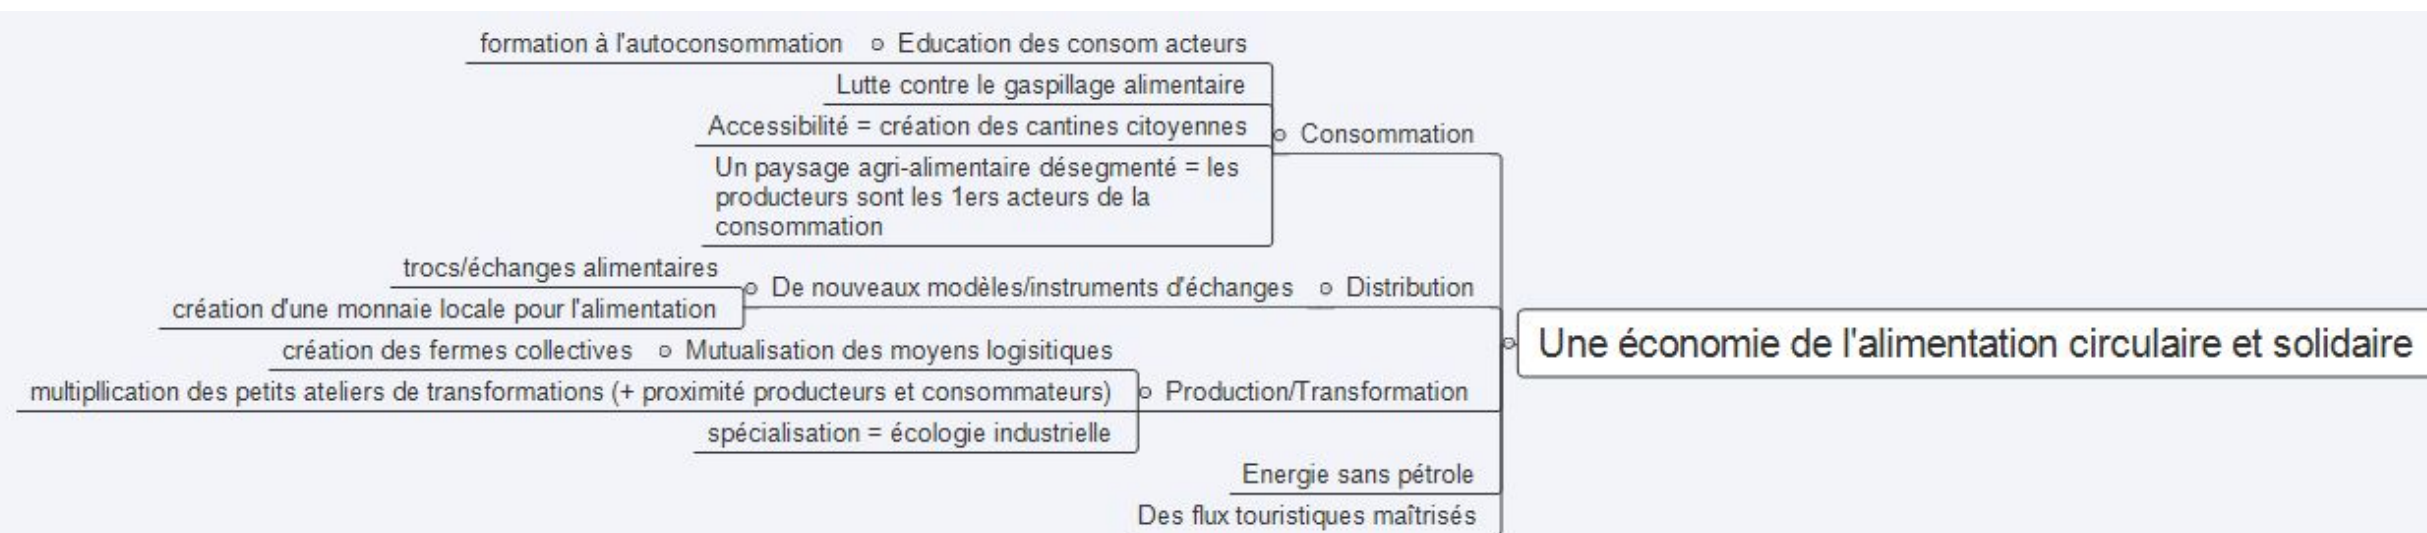 formation à l'autoconsommation
Education des consom acteurs
Lutte contre le gaspillage alimentaire
Accessibilité = création des cantines citoyennes
Consommation
Un paysage agri-alimentaire désegmenté = les
producteurs sont les 1ers acteurs de la
consommation
trocs/échanges alimentaires
De nouveaux modèles/instruments d'échanges
Distribution
création d'une monnaie locale pour l'alimentation
Une économie de l'alimentation circulaire et solidaire
création des fermes collectives
Mutualisation des moyens logisitiques
multipllication des petits ateliers de transformations (+ proximité producteurs et consommateurs)
Production/Transformation
spécialisation = écologie industrielle
Energie sans pétrole
Des flux touristiques maîtrisés